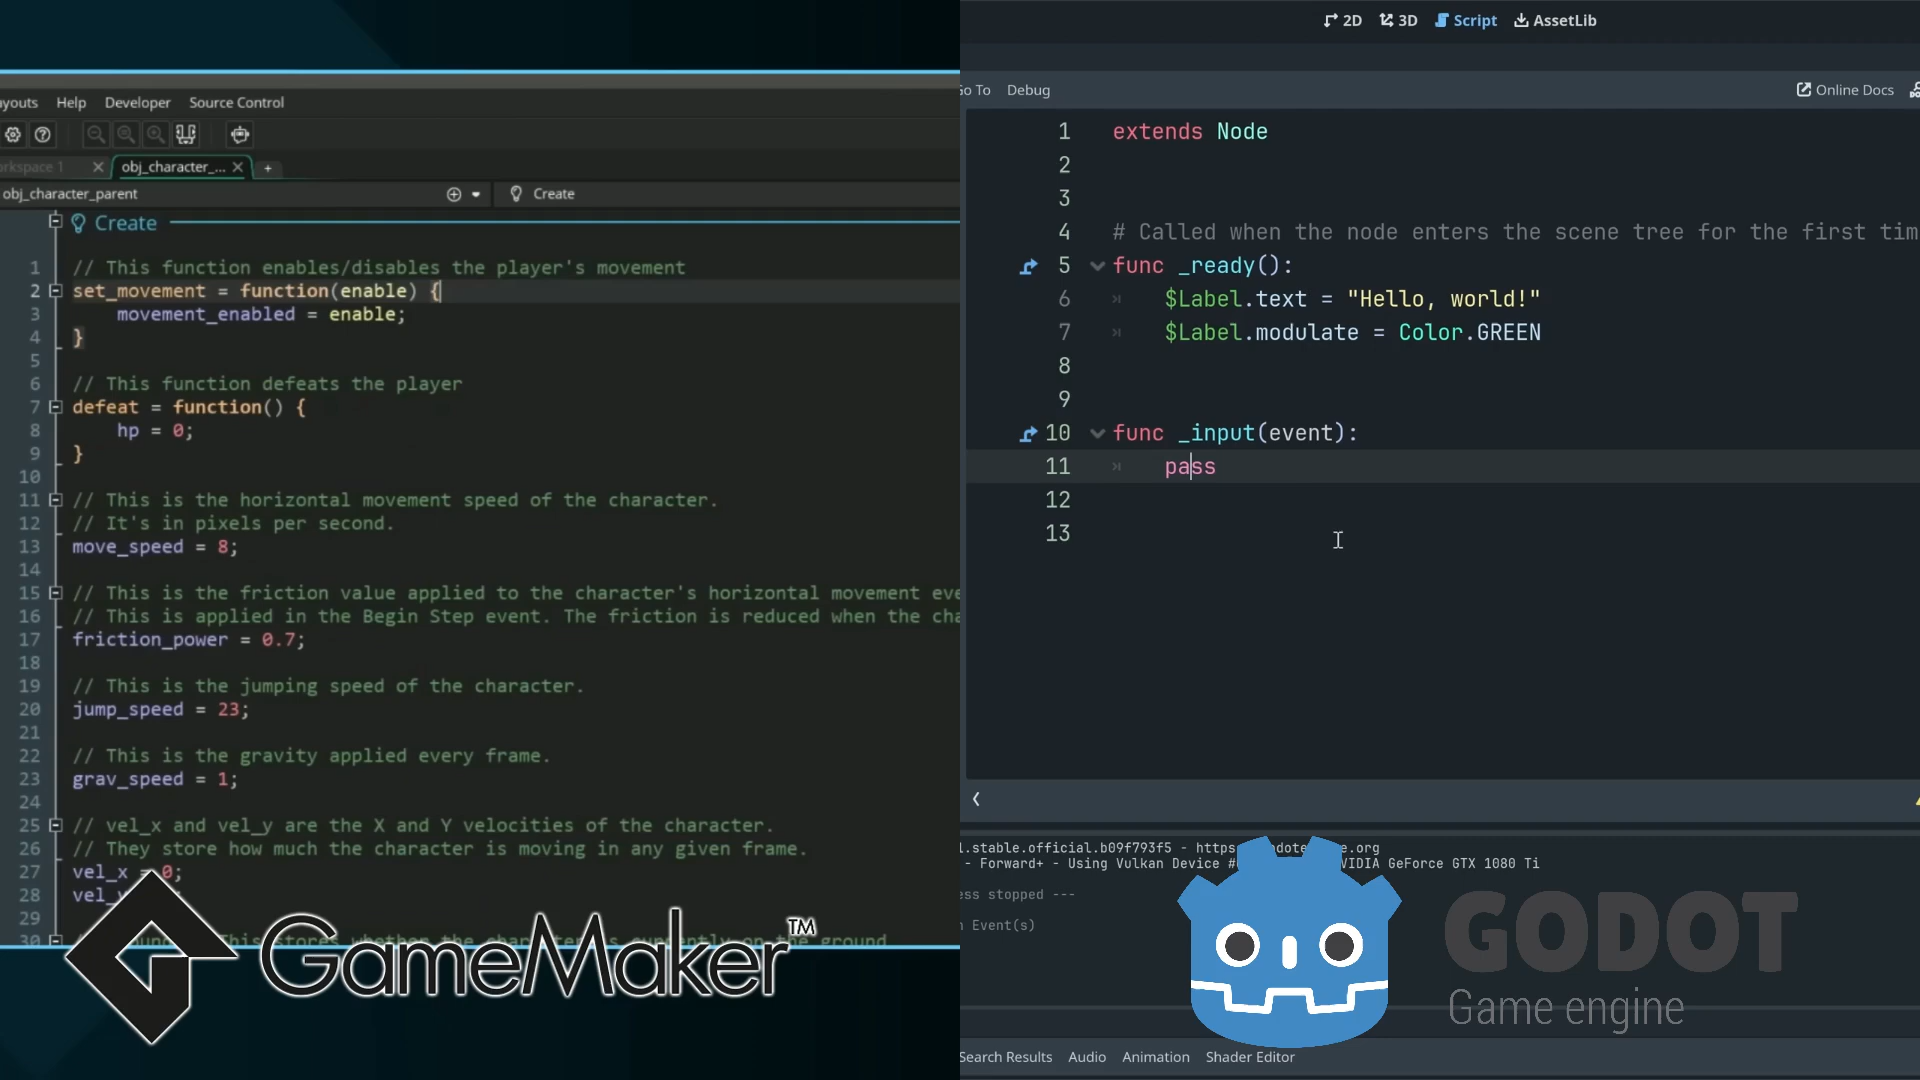 ayouts Help Developer Source Control
orkspace 1
obj_character_...
+
obj_character_parent
Create
Create
1 // This function enables/disables the player's movement
2 set_movement = function(enable) {
3 movement_enabled = enable;
4 }
5
6 // This function defeats the player
7 defeat = function() {
8 hp = 0;
9 }
10
11 // This is the horizontal movement speed of the character.
12 // It's in pixels per second.
13 move_speed = 8;
14
15 // This is the friction value applied to the character's horizontal movement eve
16 // This is applied in the Begin Step event. The friction is reduced when the cha
17 friction_power = 0.7;
18
19 // This is the jumping speed of the character.
20 jump_speed = 23;
21
22 // This is the gravity applied every frame.
23 grav_speed = 1;
24
25 // vel_x and vel_y are the X and Y velocities of the character.
26 // They store how much the character is moving in any given frame.
27 vel_x = 0;
28 vel_
29
30
GameMaker™
2D 3D Script AssetLib
Go To Debug
Online Docs
1 extends Node
2
3
4 # Called when the node enters the scene tree for the first tim
5 func _ready():
6 $Label.text = "Hello, world!"
7 $Label.modulate = Color.GREEN
8
9
10 func _input(event):
11 pass
12
13
.stable.official.b09f793f5 - https
e.org
- Forward+ - Using Vulkan Device #
VIDIA GeForce GTX 1080 Ti
ess stopped ---
n Event(s)
GODOT
Game engine
Search Results Audio Animation Shader Editor